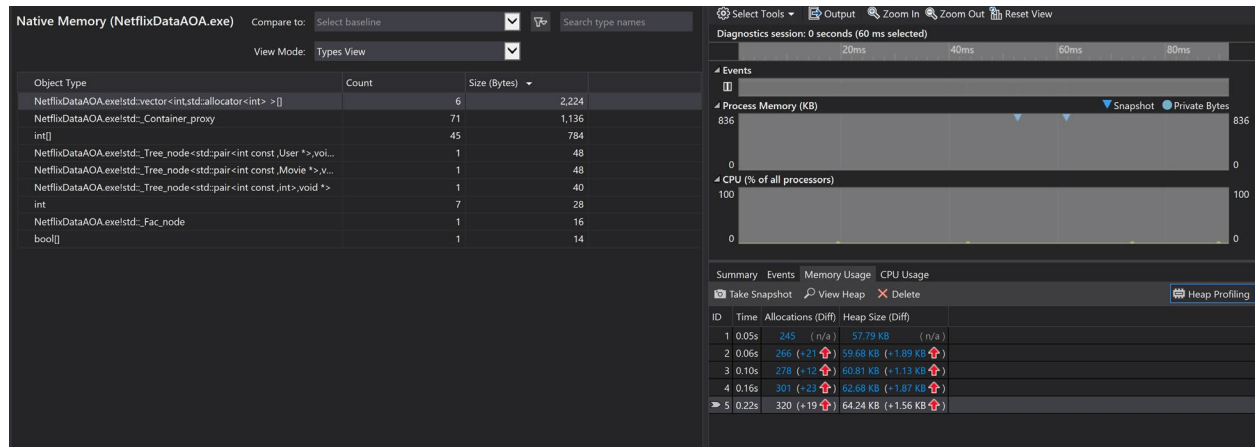 Native Memory (NetflixDataAOA.exe) Compare to: Select baseline Search type names
View Mode: Types View
Object Type Count Size (Bytes)
NetflixDataAOA.exe!std::vector<int,std::allocator<int> >[] 6 2,224
NetflixDataAOA.exe!std::_Container_proxy 71 1,136
int[] 45 784
NetflixDataAOA.exe!std::_Tree_node<std::pair<int const ,User *>,voi... 1 48
NetflixDataAOA.exe!std::_Tree_node<std::pair<int const ,Movie *>,v... 1 48
NetflixDataAOA.exe!std::_Tree_node<std::pair<int const ,int>,void *> 1 40
int 7 28
NetflixDataAOA.exe!std::_Fac_node 1 16
bool[] 1 14
Select Tools Output Zoom In Zoom Out Reset View
Diagnostics session: 0 seconds (60 ms selected)
20ms 40ms 60ms 80ms
Events
Process Memory (KB) Snapshot Private Bytes
836 836
0 0
CPU (% of all processors)
100 100
0 0
Summary Events Memory Usage CPU Usage
Take Snapshot View Heap Delete Heap Profiling
ID Time Allocations (Diff) Heap Size (Diff)
1 0.05s 245 (n/a) 57.79 KB (n/a)
2 0.06s 266 (+21) 59.68 KB (+1.89 KB)
3 0.10s 278 (+12) 60.81 KB (+1.13 KB)
4 0.16s 301 (+23) 62.68 KB (+1.87 KB)
5 0.22s 320 (+19) 64.24 KB (+1.56 KB)